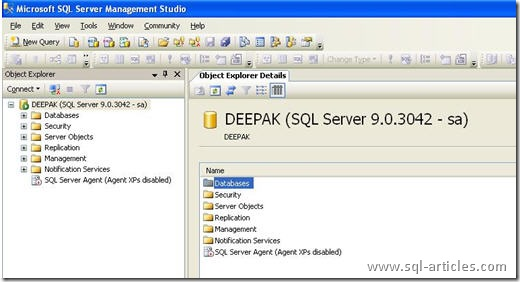 Microsoft SQL Server Management Studio
File Edit View Tools Window Community Help
New Query
Change Type
Object Explorer
Connect
DEEPAK (SQL Server 9.0.3042 - sa)
Databases
Security
Server Objects
Replication
Management
Notification Services
SQL Server Agent (Agent XPs disabled)
Object Explorer Details
DEEPAK (SQL Server 9.0.3042 - sa)
DEEPAK
Name
Databases
Security
Server Objects
Replication
Management
Notification Services
SQL Server Agent (Agent XPs disabled)
www.sql-articles.com